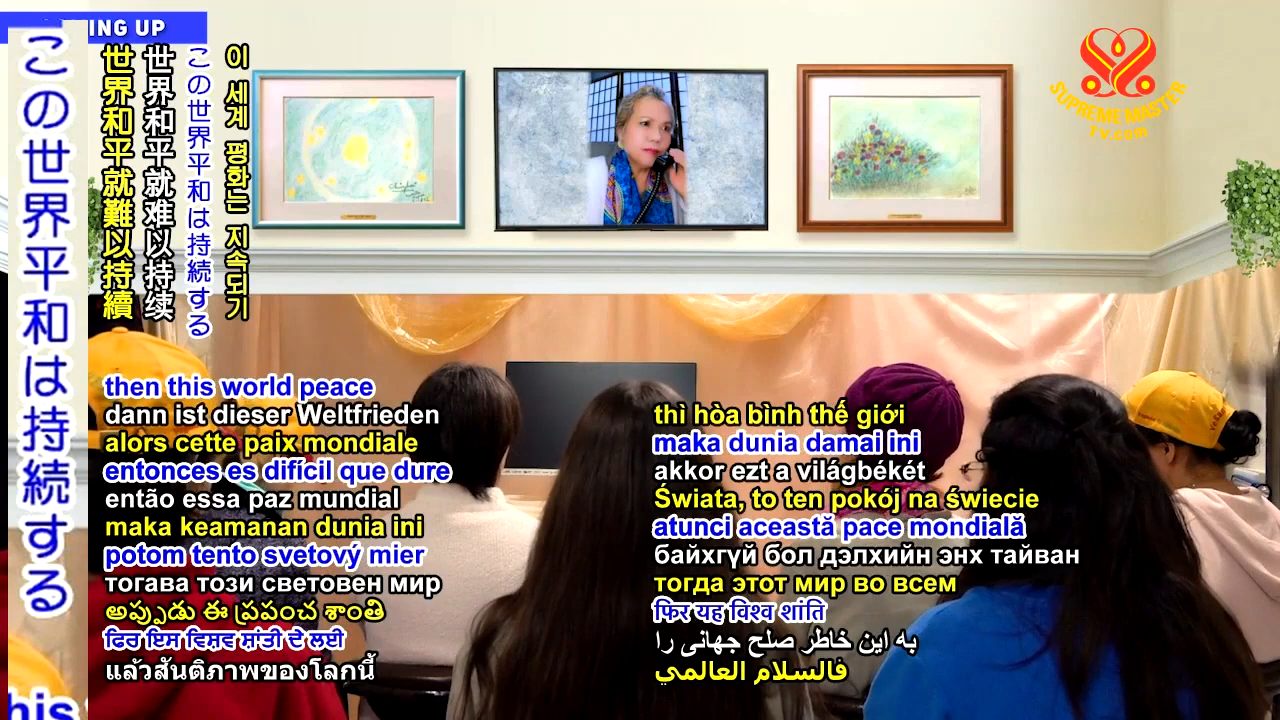 ING UP
この世界平和は持続する
世界和平就難以持續
世界和平就难以持续
この世界平和は持続する
이 세계 평화는 지속되기
SUPREME MASTER
TV.com
then this world peace
dann ist dieser Weltfrieden
alors cette paix mondiale
entonces es difícil que dure
então essa paz mundial
maka keamanan dunia ini
potom tento svetový mier
тогава този световен мир
అప్పుడు ఈ ప్రపంచ శాంతి
ਫਿਰ ਇਸ ਵਿਸ਼ਵ ਸ਼ਾਂਤੀ ਦੇ ਲਈ
แล้วสันติภาพของโลกนี้
thì hòa bình thế giới
maka dunia damai ini
akkor ezt a világbékét
Świata, to ten pokój na świecie
atunci această pace mondială
байхгүй бол дэлхийн энх тайван
тогда этот мир во всем
फिर यह विश्व शांति
به این خاطر صلح جهانی را
فالسلام العالمي
his